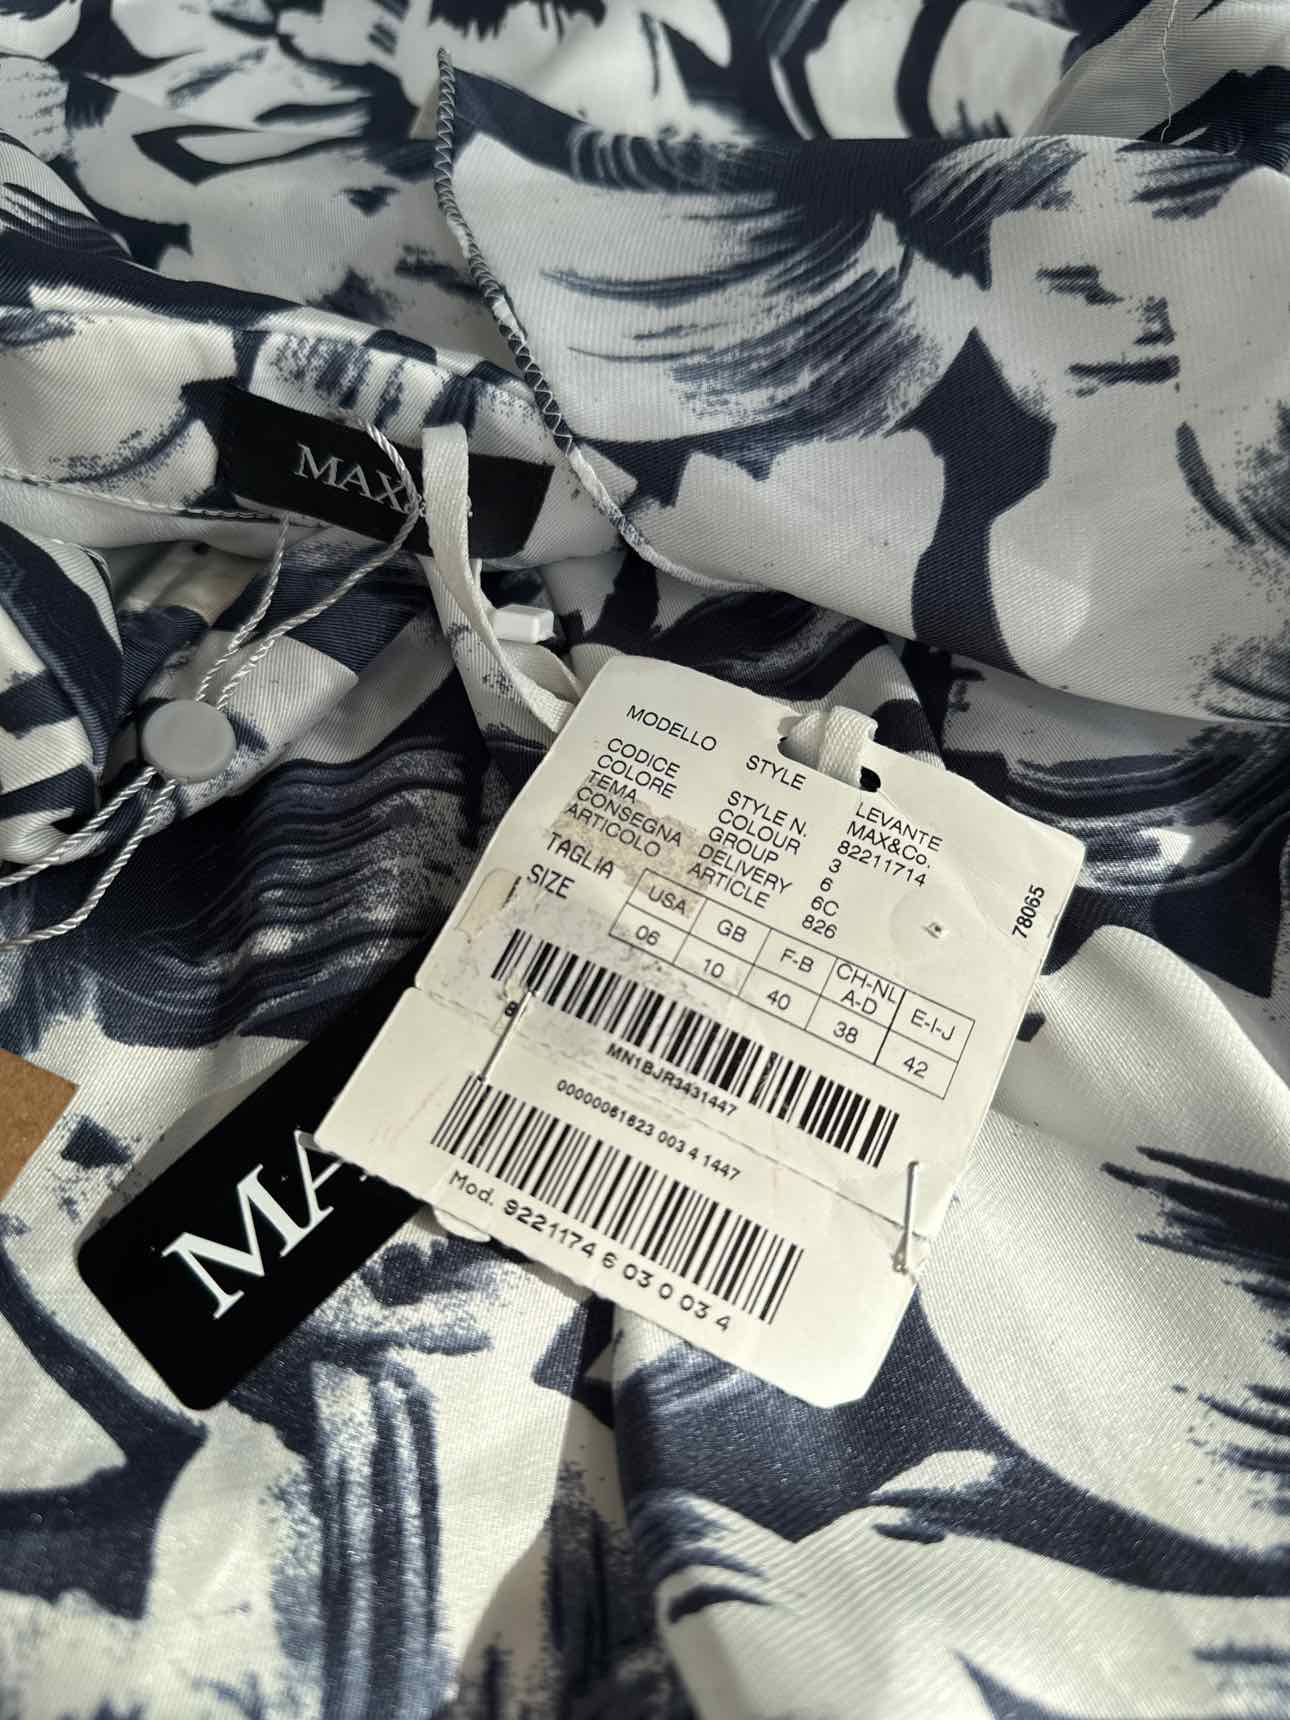 MAX&
MODELLO STYLE LEVANTE
MAX&Co.
CODICE STYLE N. 82211714
COLORE COLOUR 3
TEMA GROUP 6
CONSEGNA DELIVERY 6C
ARTICOLO ARTICLE 826
78065
TAGLIA
SIZE
USA GB F-B CH-NL A-D E-I-J
06 10 40 38 42
8
MN1BJR3431447
00000061623 003 4 1447
Mod. 9221174 6 03 0 03 4
MA